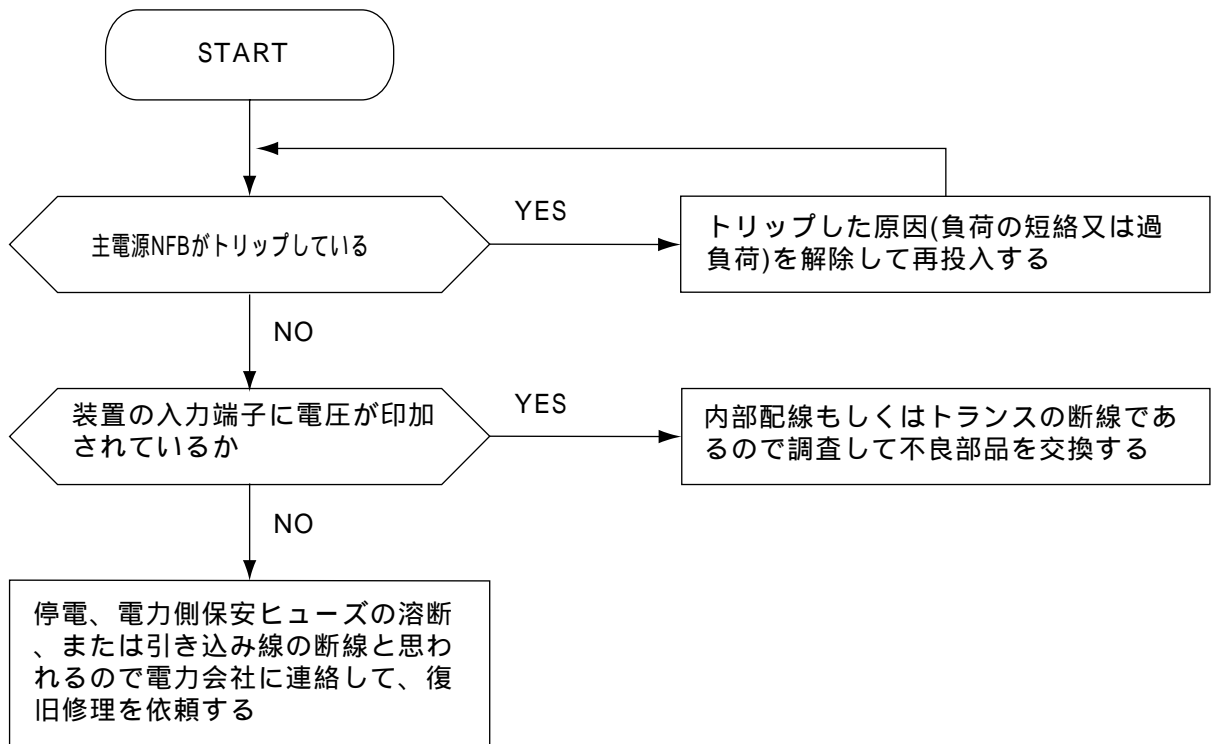 START
主電源NFBがトリップしている
YES
トリップした原因(負荷の短絡又は過
負荷)を解除して再投入する
NO
装置の入力端子に電圧が印加
されているか
YES
内部配線もしくはトランスの断線であ
るので調査して不良部品を交換する
NO
停電、電力側保安ヒューズの溶断
、または引き込み線の断線と思わ
れるので電力会社に連絡して、復
旧修理を依頼する